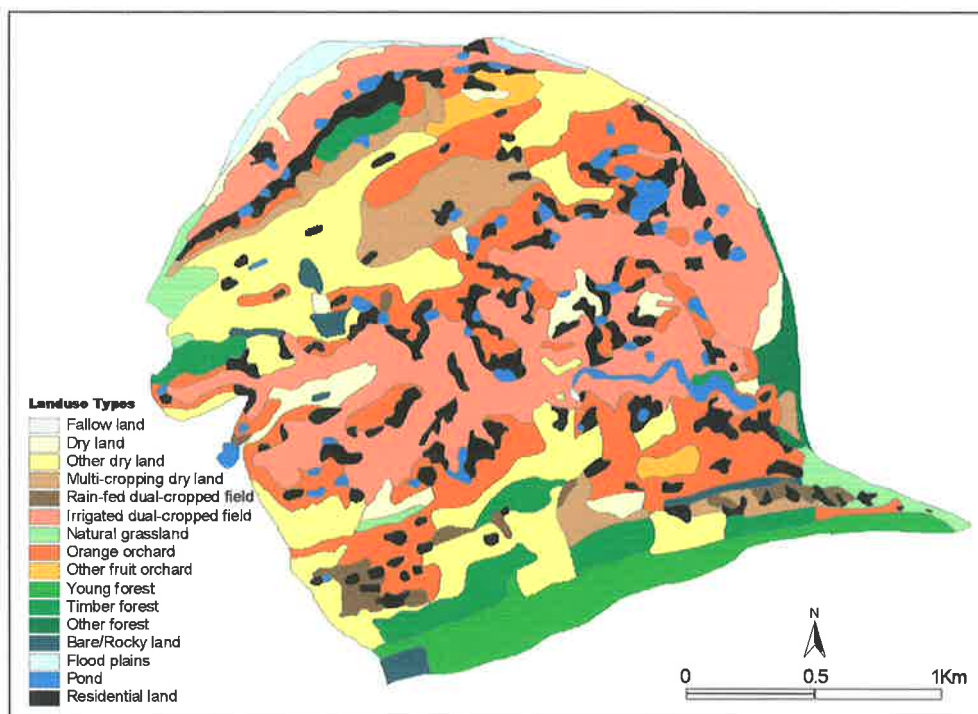 Landuse Types
Fallow land
Dry land
Other dry land
Multi-cropping dry land
Rain-fed dual-cropped field
Irrigated dual-cropped field
Natural grassland
Orange orchard
Other fruit orchard
Young forest
Timber forest
Other forest
Bare/Rocky land
Flood plains
Pond
Residential land
N
0 0.5 1Km